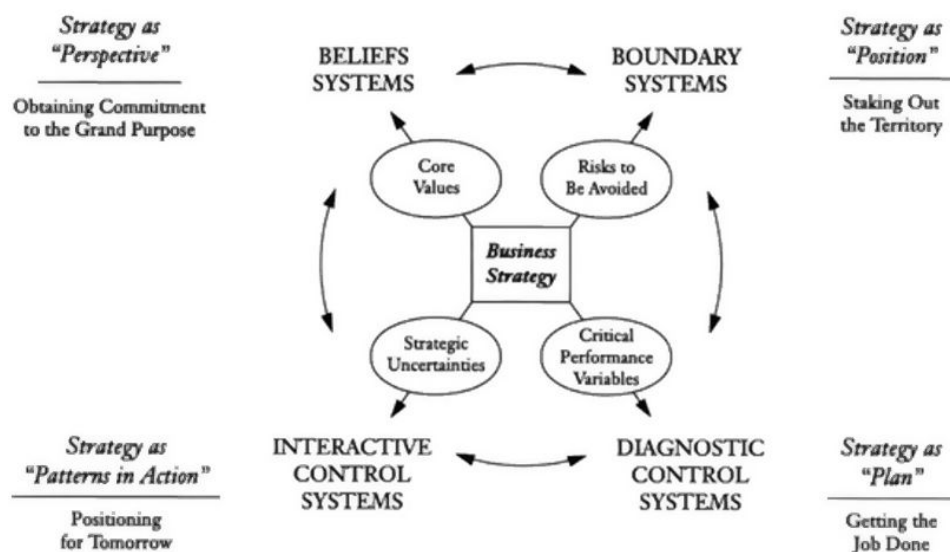 Strategy as
"Perspective"
Obtaining Commitment
to the Grand Purpose
BELIEFS
SYSTEMS
BOUNDARY
SYSTEMS
Strategy as
"Position"
Staking Out
the Territory
Core
Values
Risks to
Be Avoided
Business
Strategy
Strategic
Uncertainties
Critical
Performance
Variables
Strategy as
"Patterns in Action"
Positioning
for Tomorrow
INTERACTIVE
CONTROL
SYSTEMS
DIAGNOSTIC
CONTROL
SYSTEMS
Strategy as
"Plan"
Getting the
Job Done